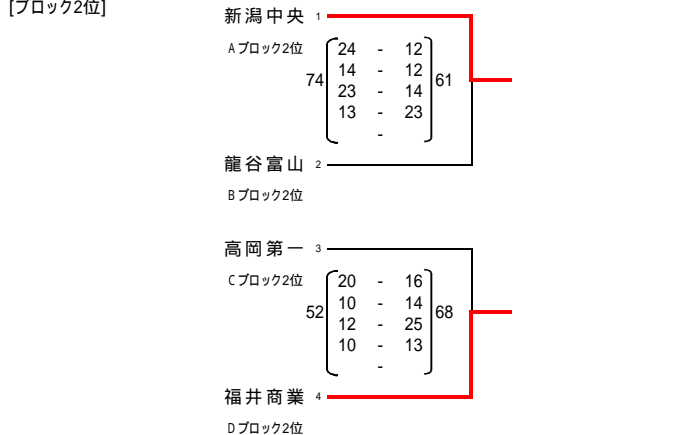 [ブロック2位]
新潟中央 1
Aブロック2位
24 - 12
14 - 12
74 23 - 14 61
13 - 23
-
龍谷富山 2
Bブロック2位
高岡第一 3
Cブロック2位
20 - 16
10 - 14
52 12 - 25 68
10 - 13
-
福井商業 4
Dブロック2位